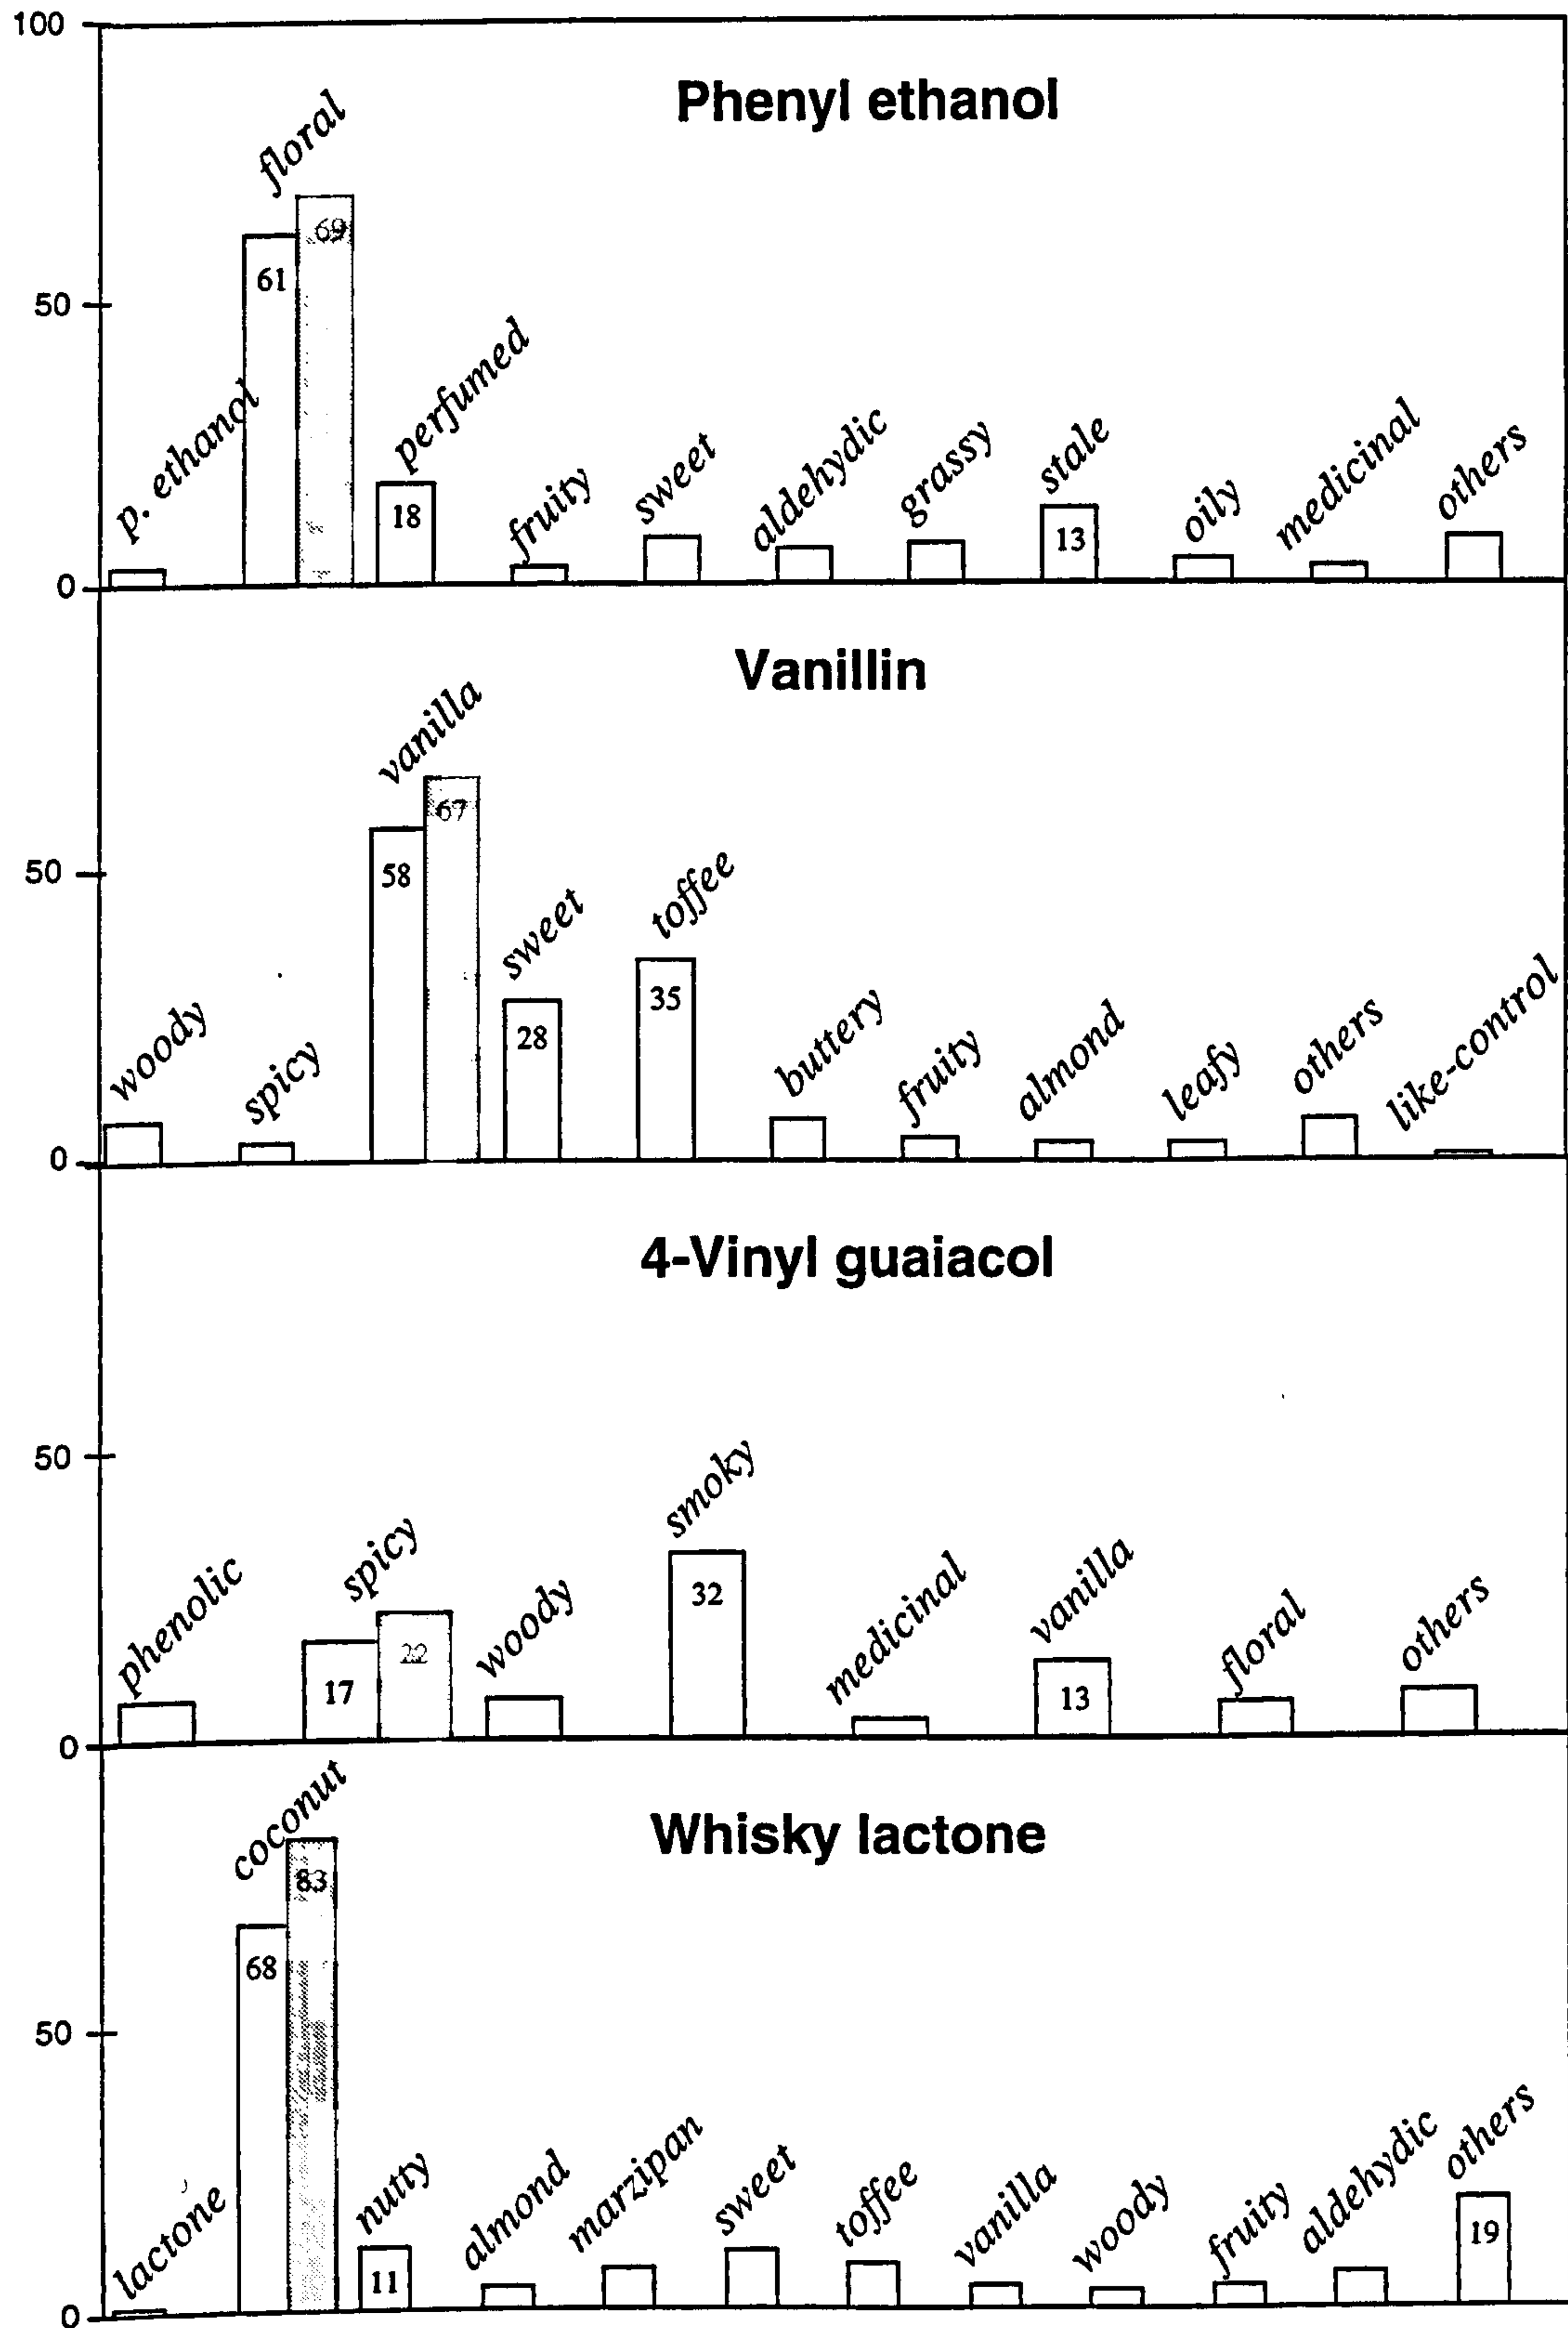 100
Phenyl ethanol
floral
69
61
50
p. ethanol
perfumed
18
fruity
sweet
aldehydic
grassy
stale
13
oily
medicinal
others
0
Vanillin
vanilla
67
58
50
sweet
28
toffee
35
woody
spicy
buttery
fruity
almond
leafy
others
like-control
0
4-Vinyl guaiacol
50
smoky
32
phenolic
spicy
17
22
woody
medicinal
vanilla
13
floral
others
0
Whisky lactone
coconut
83
68
50
lactone
nutty
11
almond
marzipan
sweet
toffee
vanilla
woody
fruity
aldehydic
others
19
0